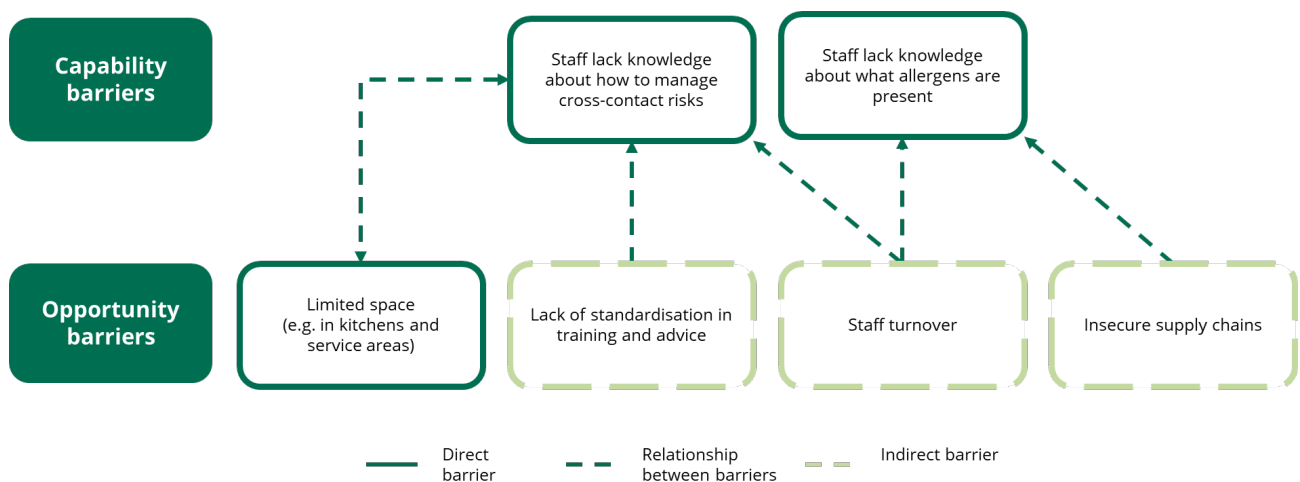 Capability
barriers
Staff lack knowledge
about how to manage
cross-contact risks
Staff lack knowledge
about what allergens are
present
Opportunity
barriers
Limited space
(e.g. in kitchens and
service areas)
Lack of standardisation in
training and advice
Staff turnover
Insecure supply chains
Direct
barrier
Relationship
between barriers
Indirect barrier